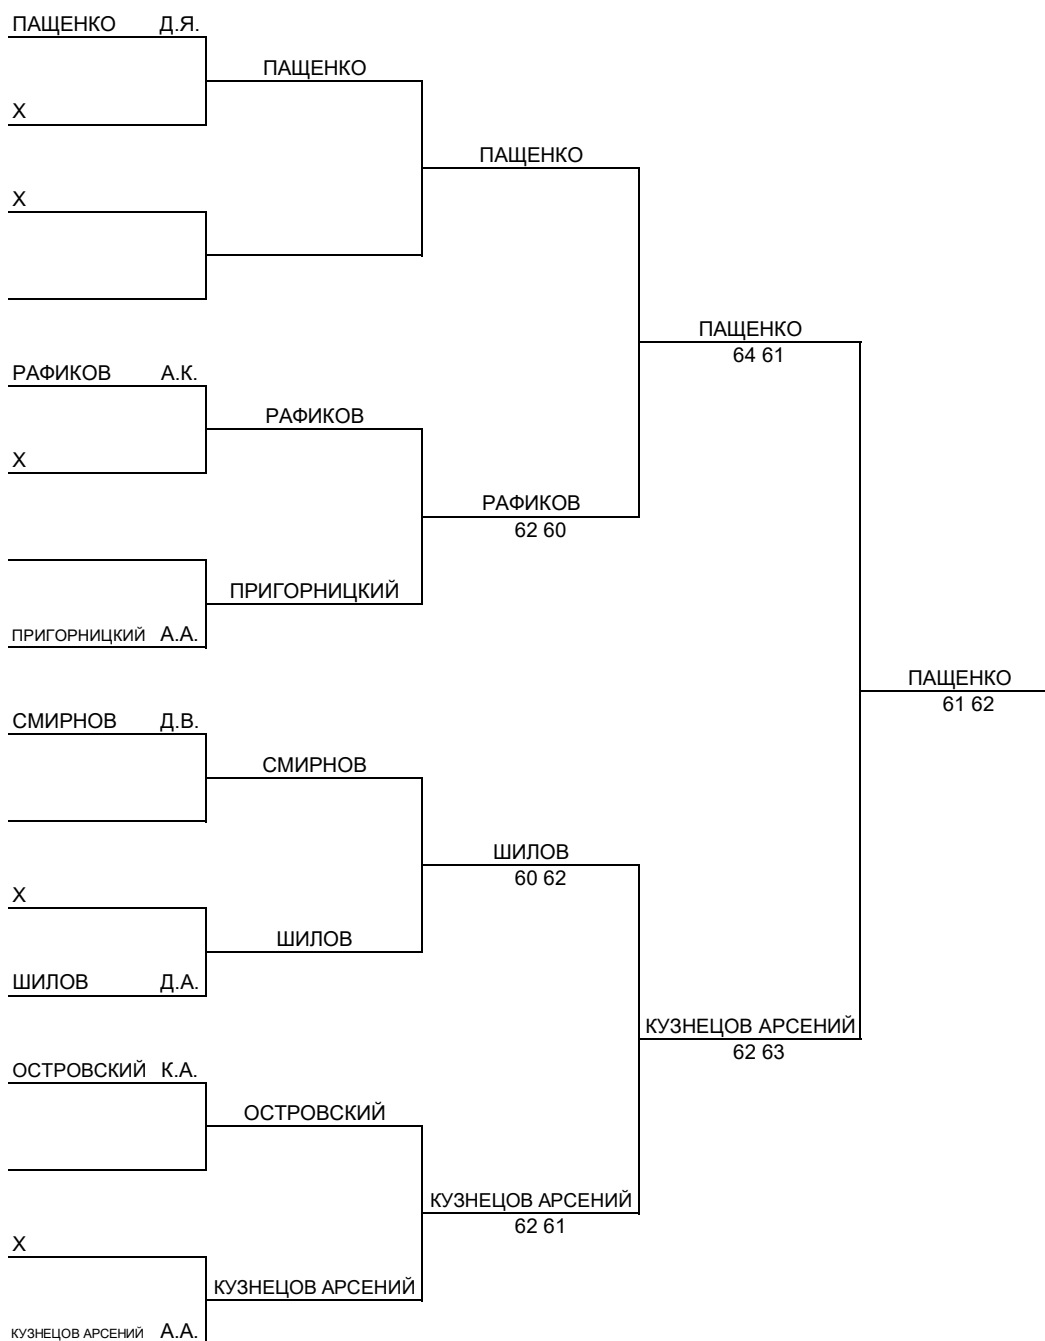 ПАЩЕНКО Д.Я.
ПАЩЕНКО
Х
ПАЩЕНКО
Х
ПАЩЕНКО
64 61
РАФИКОВ А.К.
РАФИКОВ
Х
РАФИКОВ
62 60
ПРИГОРНИЦКИЙ
ПРИГОРНИЦКИЙ А.А.
ПАЩЕНКО
61 62
СМИРНОВ Д.В.
СМИРНОВ
ШИЛОВ
60 62
Х
ШИЛОВ
ШИЛОВ Д.А.
КУЗНЕЦОВ АРСЕНИЙ
62 63
ОСТРОВСКИЙ К.А.
ОСТРОВСКИЙ
КУЗНЕЦОВ АРСЕНИЙ
62 61
Х
КУЗНЕЦОВ АРСЕНИЙ
КУЗНЕЦОВ АРСЕНИЙ А.А.